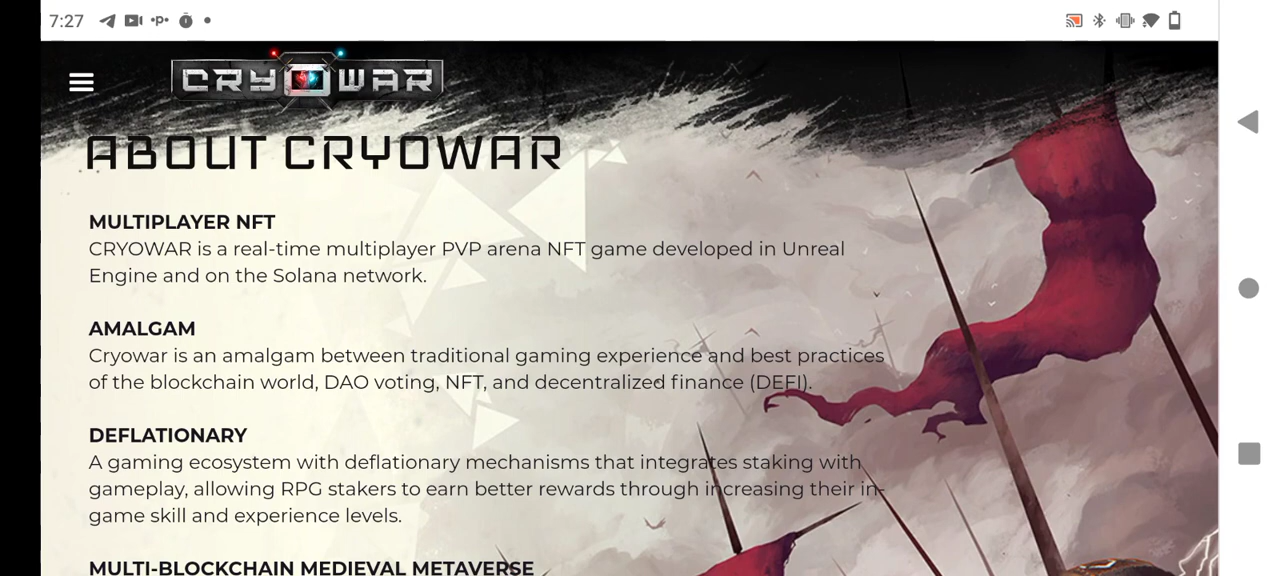 7:27
CRYOWAR
ABOUT CRYOWAR
MULTIPLAYER NFT
CRYOWAR is a real-time multiplayer PVP arena NFT game developed in Unreal
Engine and on the Solana network.
AMALGAM
Cryowar is an amalgam between traditional gaming experience and best practices
of the blockchain world, DAO voting, NFT, and decentralized finance (DEFI).
DEFLATIONARY
A gaming ecosystem with deflationary mechanisms that integrates staking with
gameplay, allowing RPG stakers to earn better rewards through increasing their in-
game skill and experience levels.
MULTI-BLOCKCHAIN MEDIEVAL METAVERSE